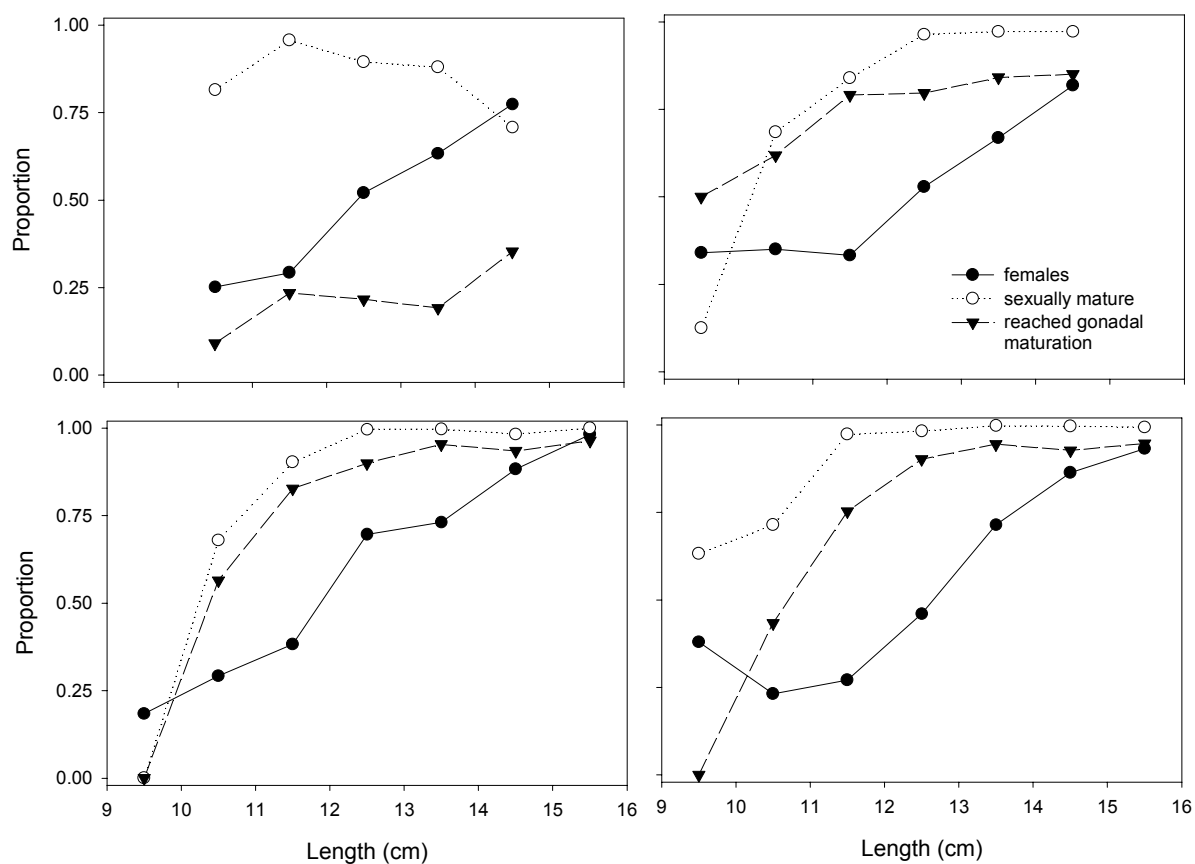 1.00
0.75
0.50
0.25
0.00
Proportion
females
sexually mature
reached gonadal
maturation
1.00
0.75
0.50
0.25
0.00
Proportion
9 10 11 12 13 14 15 16
Length (cm)
9 10 11 12 13 14 15 16
Length (cm)